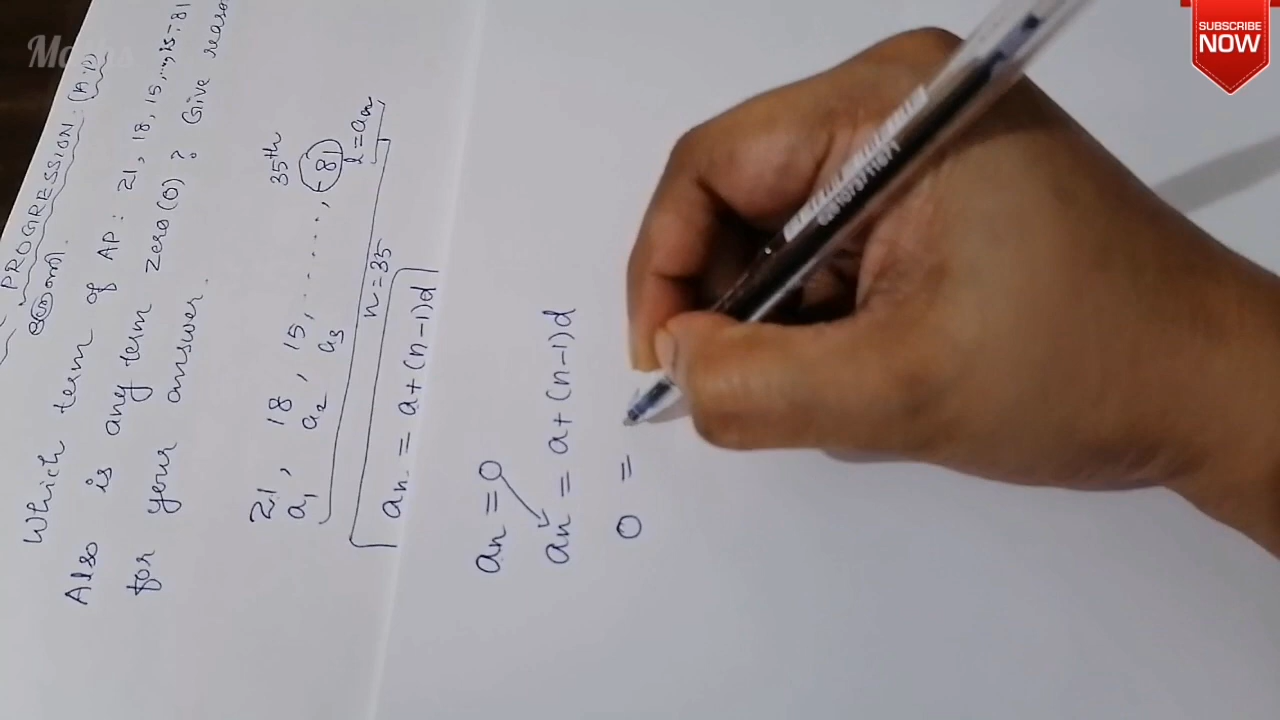 PROGRESSION: (A.P)
Which term of AP: 21, 18, 15, ..., is -81
Also is any term zero(0)? Give reason
for your answer.
35th
21, 18, 15, ......, -81
a1 a2, a3 l=an
n=35
an = a+(n-1)d
an = 0
an = a+(n-1)d
0 =
SUBSCRIBE
NOW